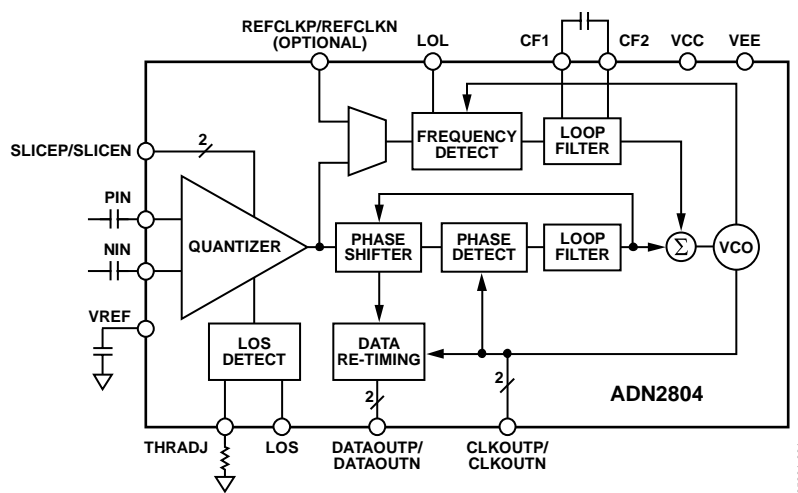 REFCLKP/REFCLKN
(OPTIONAL)
LOL
CF1
CF2
VCC
VEE
SLICEP/SLICEN
2
FREQUENCY
DETECT
LOOP
FILTER
PIN
NIN
QUANTIZER
PHASE
SHIFTER
PHASE
DETECT
LOOP
FILTER
Σ
VCO
VREF
LOS
DETECT
DATA
RE-TIMING
2
2
ADN2804
THRADJ
LOS
DATAOUTP/
DATAOUTN
CLKOUTP/
CLKOUTN